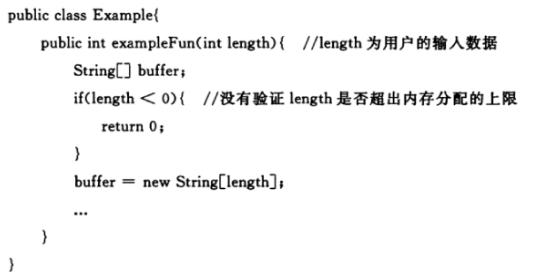 public class Example{
public int exampleFun(int length){ //length 为用户的输入数据
String[] buffer;
if(length < 0){ //没有验证 length 是否超出内存分配的上限
return 0;
}
buffer = new String[length];
...
}
}